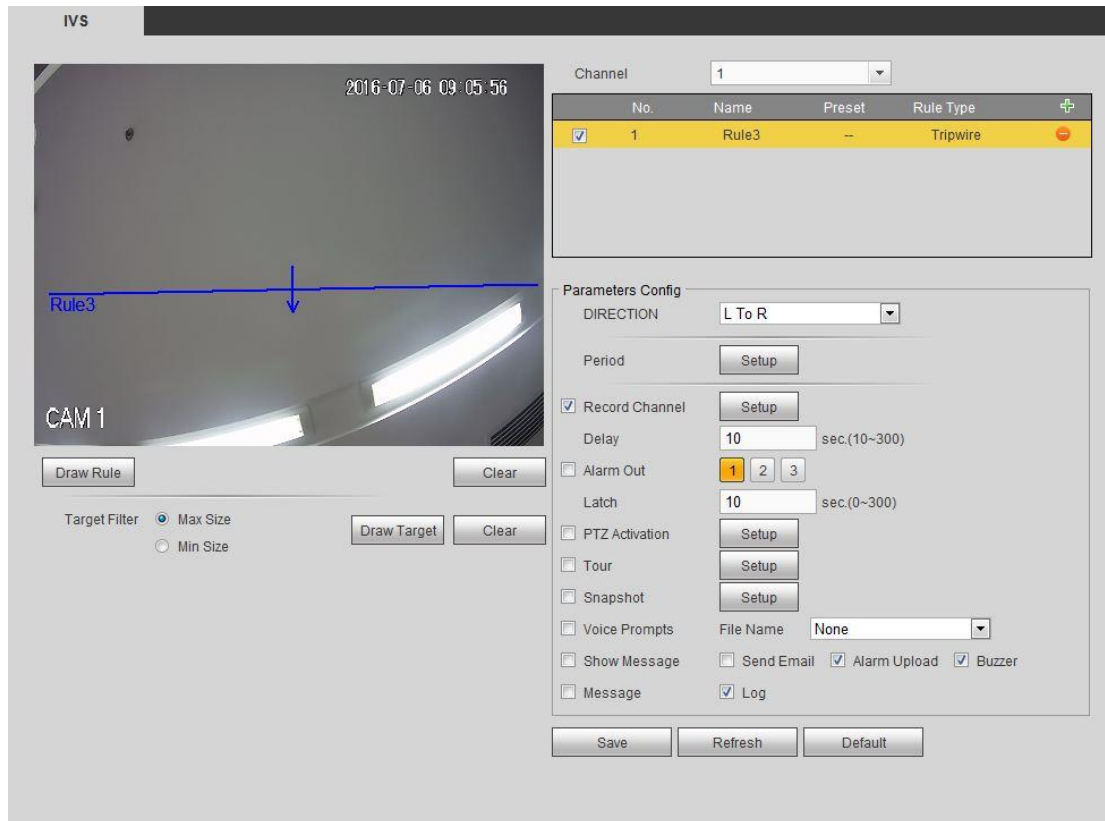 IVS
2016-07-06 09:05:56
Rule3
CAM 1
Draw Rule Clear
Target Filter Max Size Draw Target Clear
Min Size
Channel 1
No. Name Preset Rule Type
1 Rule3 -- Tripwire
Parameters Config
DIRECTION L To R
Period Setup
Record Channel Setup
Delay 10 sec.(10~300)
Alarm Out 1 2 3
Latch 10 sec.(0~300)
PTZ Activation Setup
Tour Setup
Snapshot Setup
Voice Prompts File Name None
Show Message Send Email Alarm Upload Buzzer
Message Log
Save Refresh Default